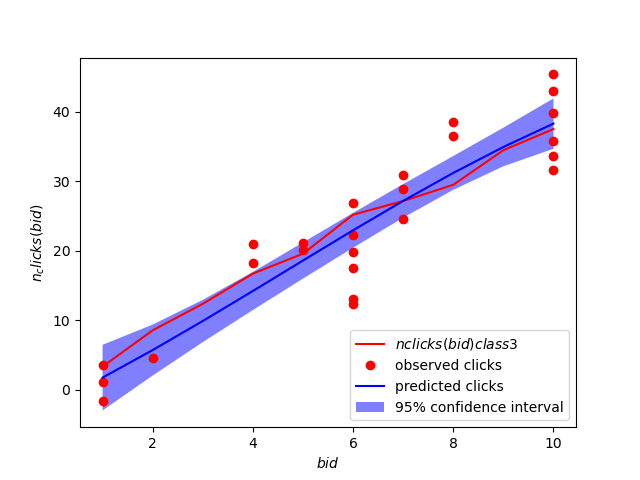 40
30
20
10
0
2
4
6
8
10
n_clicks(bid)
bid
nclicks(bid)class3
observed clicks
predicted clicks
95% confidence interval